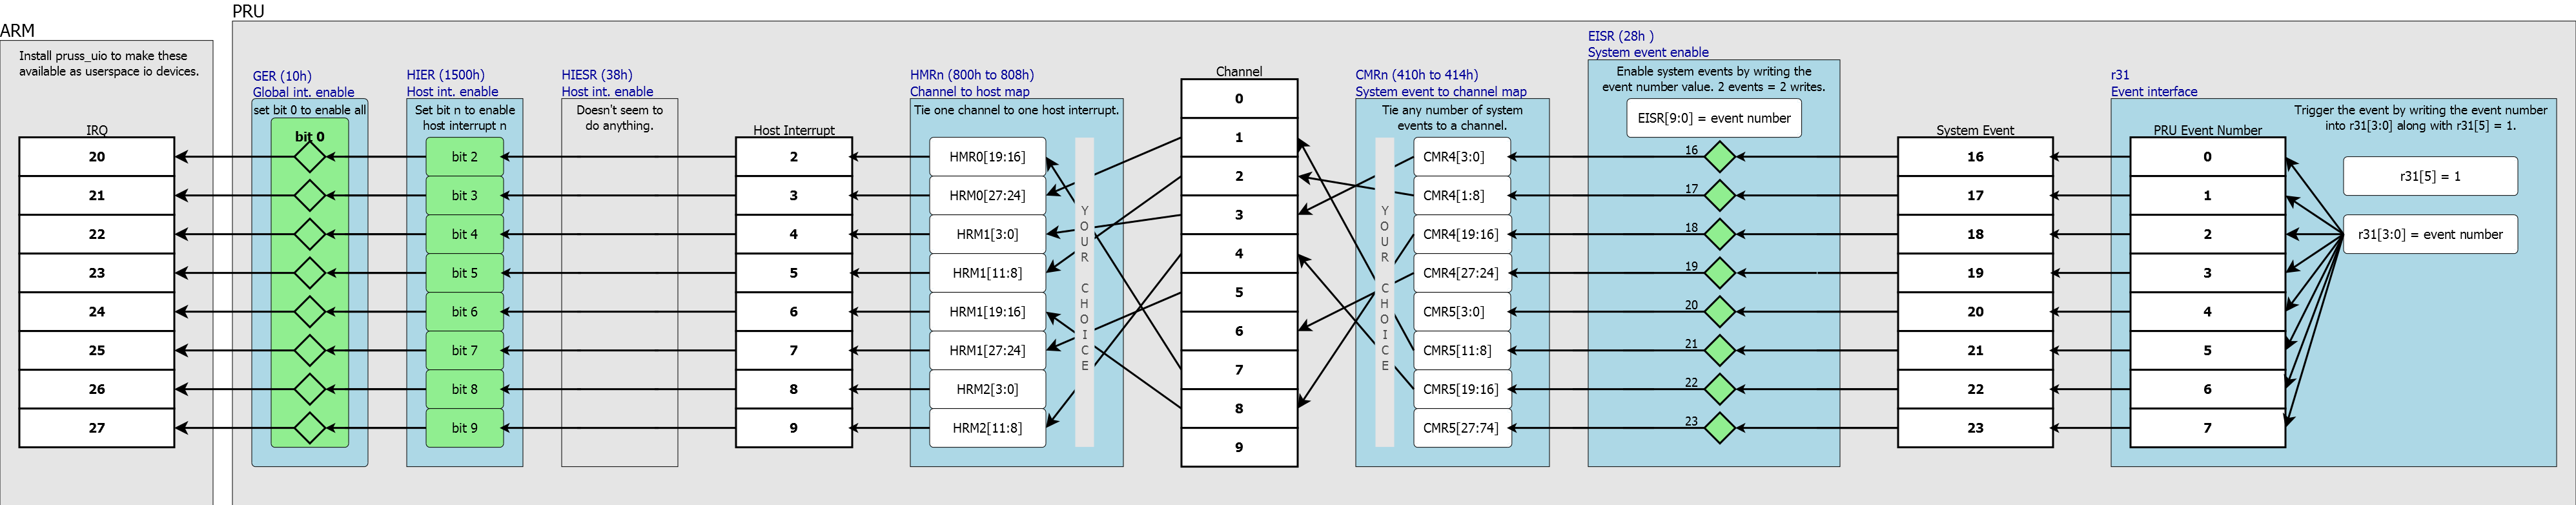 PRU
ARM
Install pruss_uio to make these
available as userspace io devices.
IRQ
20
21
22
23
24
25
26
27
GER (10h)
Global int. enable
set bit 0 to enable all
bit 0
HIER (1500h)
Host int. enable
Set bit n to enable
host interrupt n
bit 2
bit 3
bit 4
bit 5
bit 6
bit 7
bit 8
bit 9
HIESR (38h)
Host int. enable
Doesn't seem to
do anything.
Host Interrupt
2
3
4
5
6
7
8
9
HMRn (800h to 808h)
Channel to host map
Tie one channel to one host interrupt.
HMR0[19:16]
HRM0[27:24]
HRM1[3:0]
HRM1[11:8]
HRM1[19:16]
HRM1[27:24]
HRM2[3:0]
HRM2[11:8]
YOUR CHOICE
Channel
0
1
2
3
4
5
6
7
8
9
CMRn (410h to 414h)
System event to channel map
Tie any number of system
events to a channel.
YOUR CHOICE
CMR4[3:0]
CMR4[1:8]
CMR4[19:16]
CMR4[27:24]
CMR5[3:0]
CMR5[11:8]
CMR5[19:16]
CMR5[27:74]
EISR (28h )
System event enable
Enable system events by writing the
event number value. 2 events = 2 writes.
EISR[9:0] = event number
16
17
18
19
20
21
22
23
System Event
16
17
18
19
20
21
22
23
r31
Event interface
PRU Event Number
0
1
2
3
4
5
6
7
Trigger the event by writing the event number
into r31[3:0] along with r31[5] = 1.
r31[5] = 1
r31[3:0] = event number